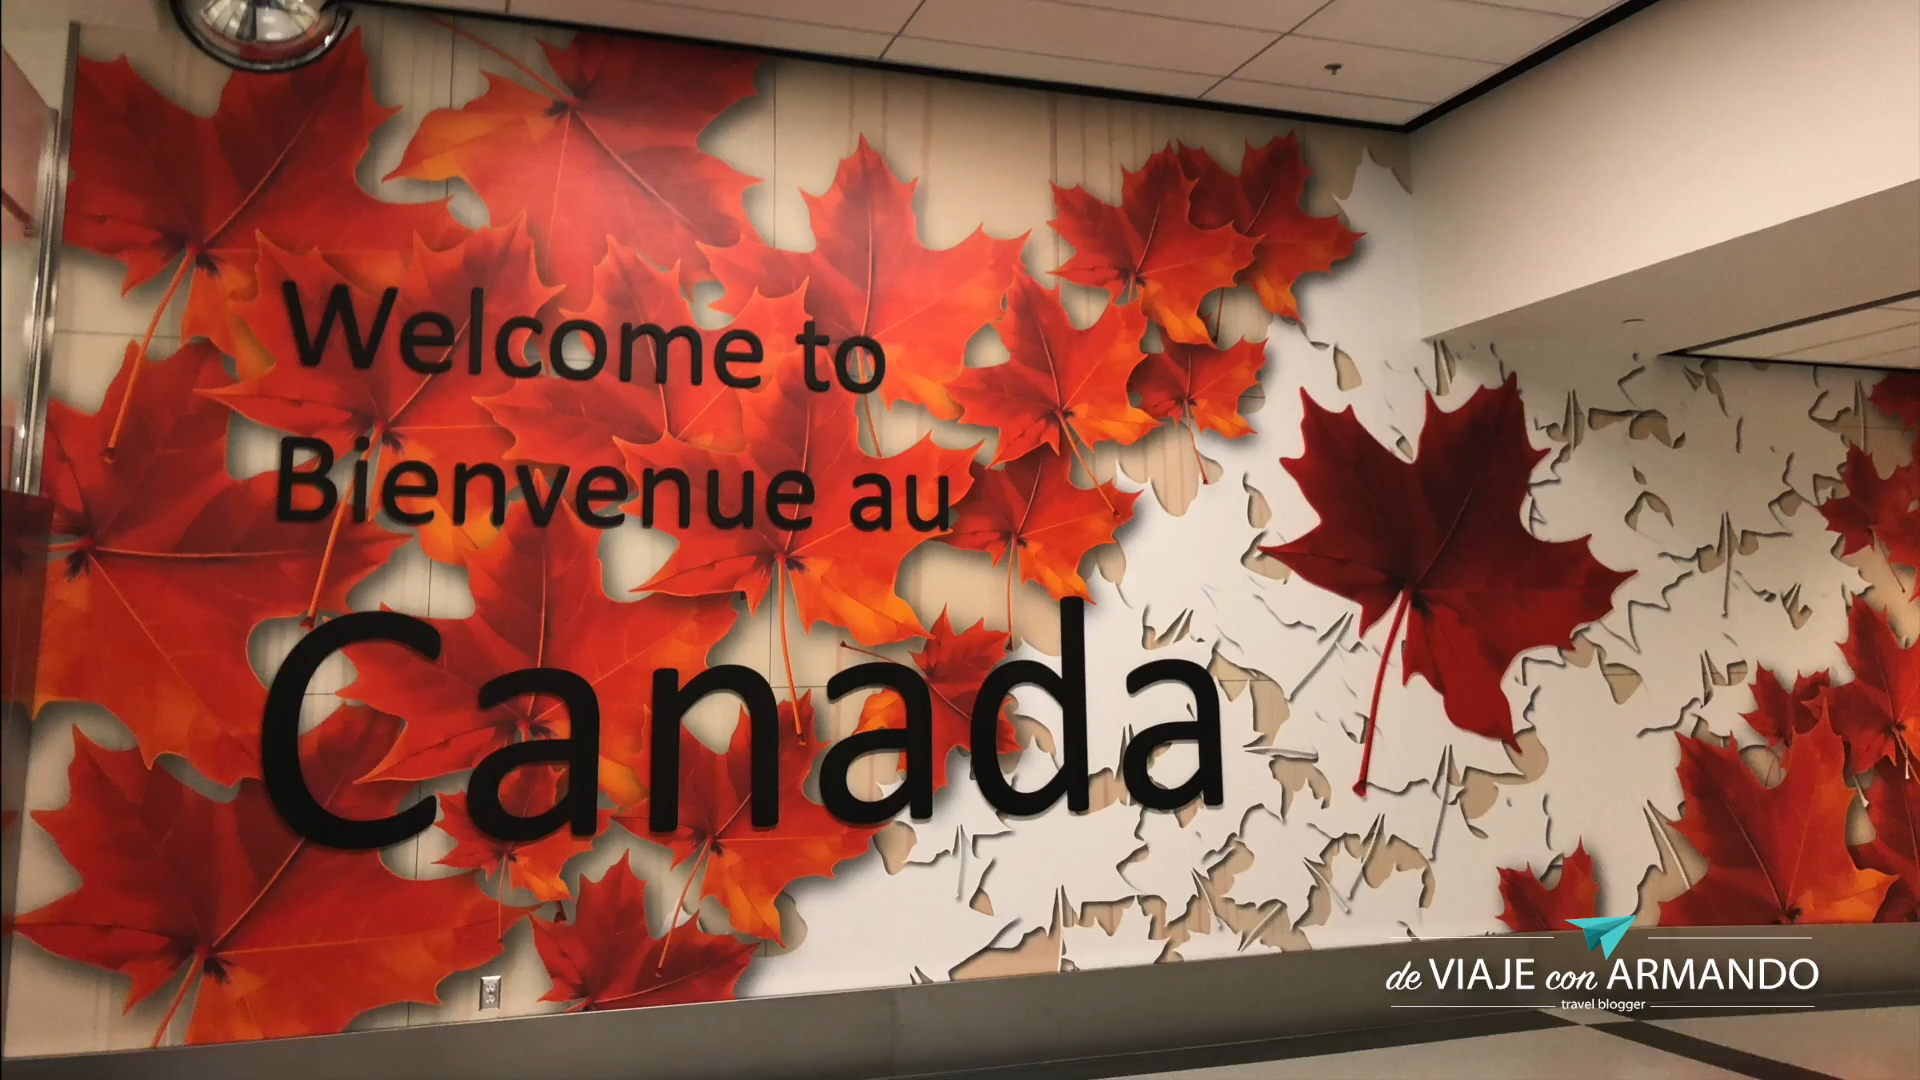 Welcome to
Bienvenue au
Canada
de VIAJE con ARMANDO
travel blogger